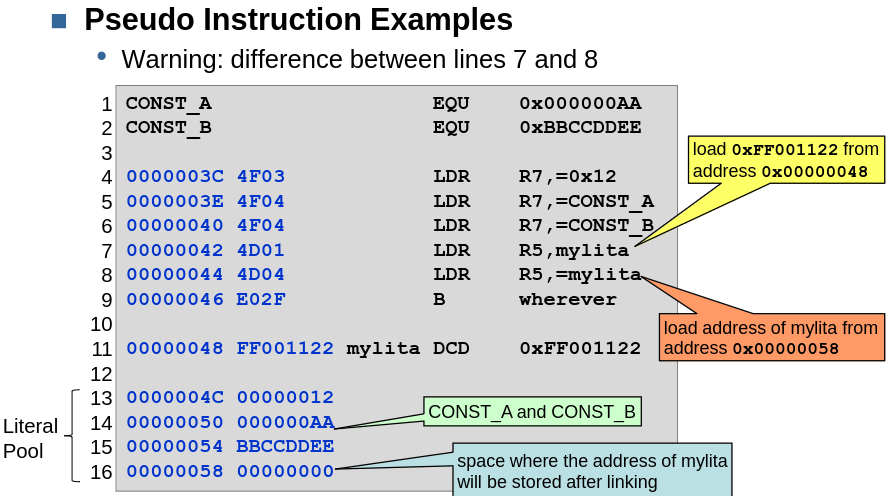 Pseudo Instruction Examples
Warning: difference between lines 7 and 8
1 CONST_A EQU 0x000000AA
2 CONST_B EQU 0xBBCCDDEE
3
4 0000003C 4F03 LDR R7,=0x12
5 0000003E 4F04 LDR R7,=CONST_A
6 00000040 4F04 LDR R7,=CONST_B
7 00000042 4D01 LDR R5,mylita
8 00000044 4D04 LDR R5,=mylita
9 00000046 E02F B wherever
10
11 00000048 FF001122 mylita DCD 0xFF001122
12
13 0000004C 00000012
14 00000050 000000AA
15 00000054 BBCCDDEE
16 00000058 00000000
load 0xFF001122 from
address 0x00000048
load address of mylita from
address 0x00000058
CONST_A and CONST_B
space where the address of mylita
will be stored after linking
Literal
Pool